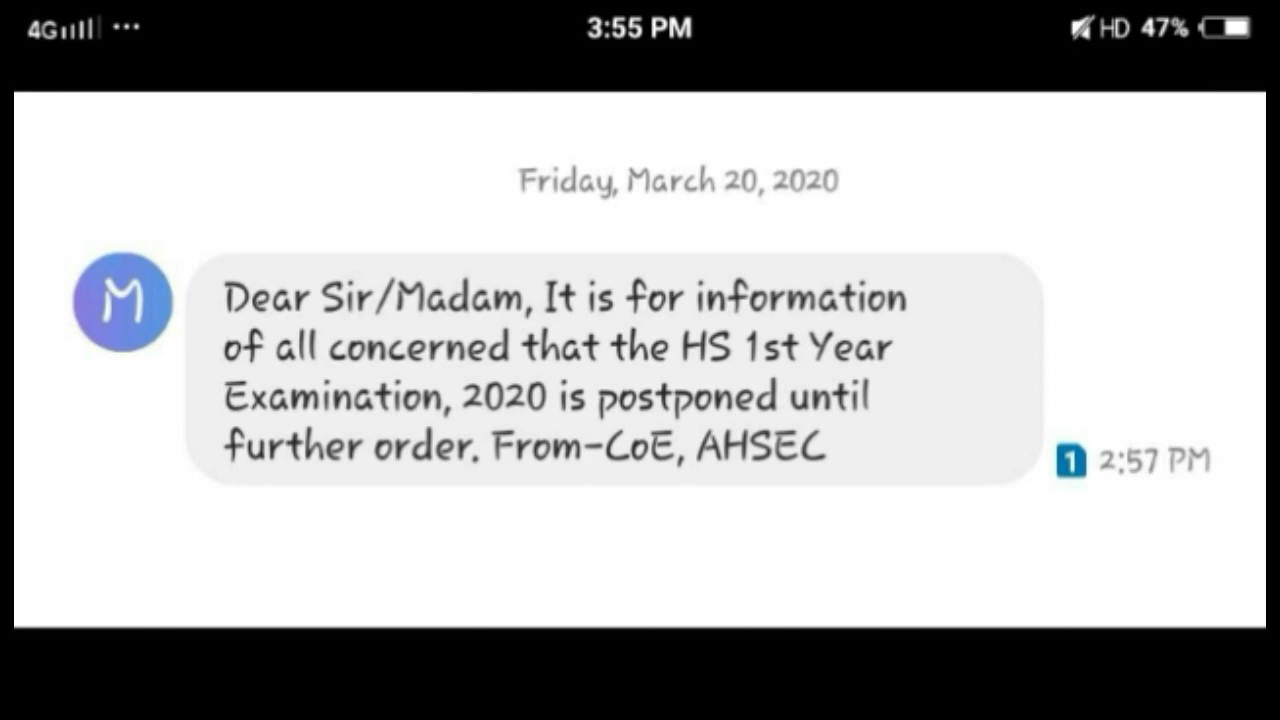 4G 3:55 PM HD 47%
Friday, March 20, 2020
M
Dear Sir/Madam, It is for information
of all concerned that the HS 1st Year
Examination, 2020 is postponed until
further order. From-CoE, AHSEC
1 2:57 PM